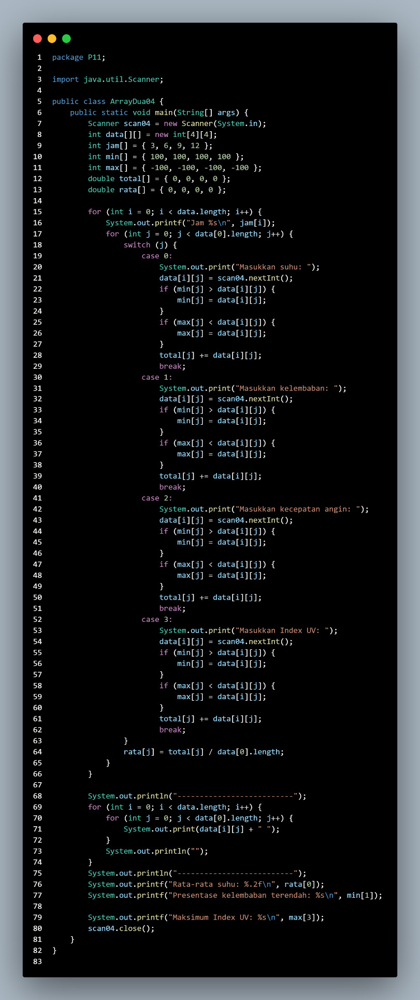 1 package P11;
2
3 import java.util.Scanner;
4
5 public class ArrayDua04 {
6     public static void main(String[] args) {
7         Scanner scan04 = new Scanner(System.in);
8         int data[][] = new int[4][4];
9         int jam[] = { 3, 6, 9, 12 };
10         int min[] = { 100, 100, 100, 100 };
11         int max[] = { -100, -100, -100, -100 };
12         double total[] = { 0, 0, 0, 0 };
13         double rata[] = { 0, 0, 0, 0 };
14
15         for (int i = 0; i < data.length; i++) {
16             System.out.printf("Jam %s\n", jam[i]);
17             for (int j = 0; j < data[0].length; j++) {
18                 switch (j) {
19                     case 0:
20                         System.out.print("Masukkan suhu: ");
21                         data[i][j] = scan04.nextInt();
22                         if (min[j] > data[i][j]) {
23                             min[j] = data[i][j];
24                         }
25                         if (max[j] < data[i][j]) {
26                             max[j] = data[i][j];
27                         }
28                         total[j] += data[i][j];
29                         break;
30                     case 1:
31                         System.out.print("Masukkan kelembaban: ");
32                         data[i][j] = scan04.nextInt();
33                         if (min[j] > data[i][j]) {
34                             min[j] = data[i][j];
35                         }
36                         if (max[j] < data[i][j]) {
37                             max[j] = data[i][j];
38                         }
39                         total[j] += data[i][j];
40                         break;
41                     case 2:
42                         System.out.print("Masukkan kecepatan angin: ");
43                         data[i][j] = scan04.nextInt();
44                         if (min[j] > data[i][j]) {
45                             min[j] = data[i][j];
46                         }
47                         if (max[j] < data[i][j]) {
48                             max[j] = data[i][j];
49                         }
50                         total[j] += data[i][j];
51                         break;
52                     case 3:
53                         System.out.print("Masukkan Index UV: ");
54                         data[i][j] = scan04.nextInt();
55                         if (min[j] > data[i][j]) {
56                             min[j] = data[i][j];
57                         }
58                         if (max[j] < data[i][j]) {
59                             max[j] = data[i][j];
60                         }
61                         total[j] += data[i][j];
62                         break;
63                 }
64                 rata[j] = total[j] / data[0].length;
65             }
66         }
67
68         System.out.println("--------------------------");
69         for (int i = 0; i < data.length; i++) {
70             for (int j = 0; j < data[0].length; j++) {
71                 System.out.print(data[i][j] + " ");
72             }
73             System.out.println("");
74         }
75         System.out.println("--------------------------");
76         System.out.printf("Rata-rata suhu: %.2f\n", rata[0]);
77         System.out.printf("Presentase kelembaban terendah: %s\n", min[1]);
78
79         System.out.printf("Maksimum Index UV: %s\n", max[3]);
80         scan04.close();
81     }
82 }
83